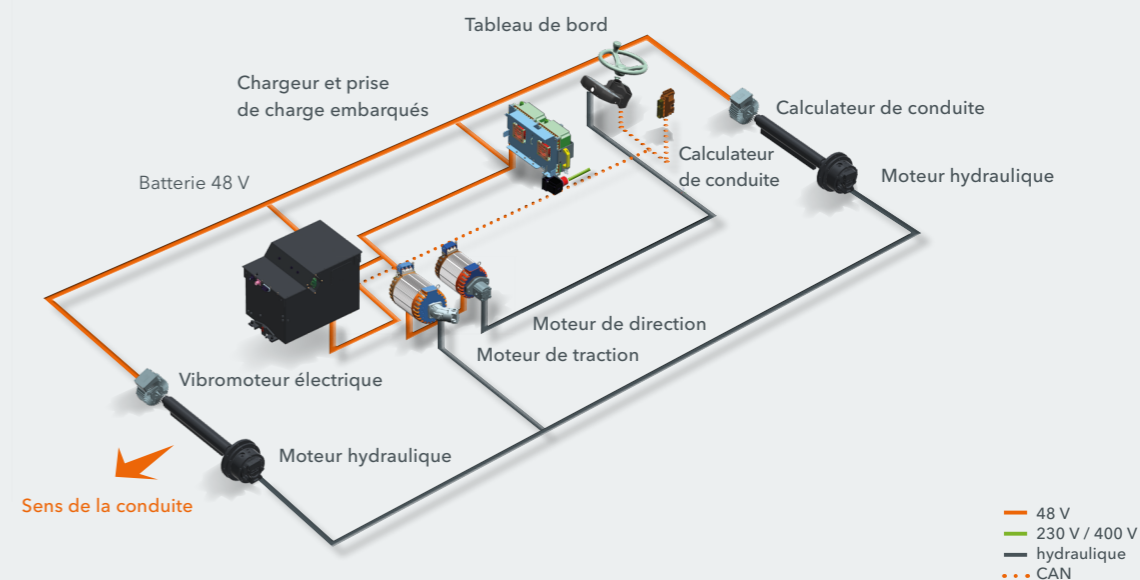 Tableau de bord
Chargeur et prise
de charge embarqués
Calculateur de conduite
Calculateur
de conduite
Moteur hydraulique
Batterie 48 V
Moteur de direction
Moteur de traction
Vibromoteur électrique
Moteur hydraulique
Sens de la conduite
48 V
230 V / 400 V
hydraulique
CAN